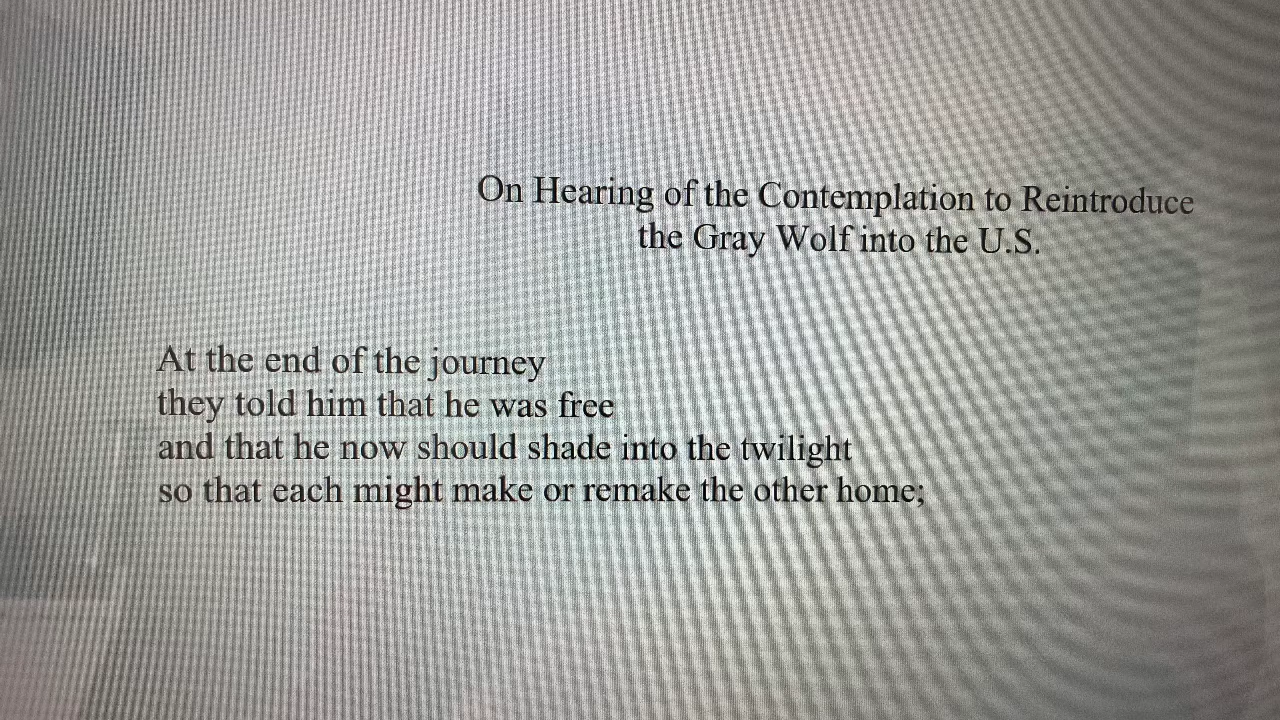 On Hearing of the Contemplation to Reintroduce
the Gray Wolf into the U.S.
At the end of the journey
they told him that he was free
and that he now should shade into the twilight
so that each might make or remake the other home;